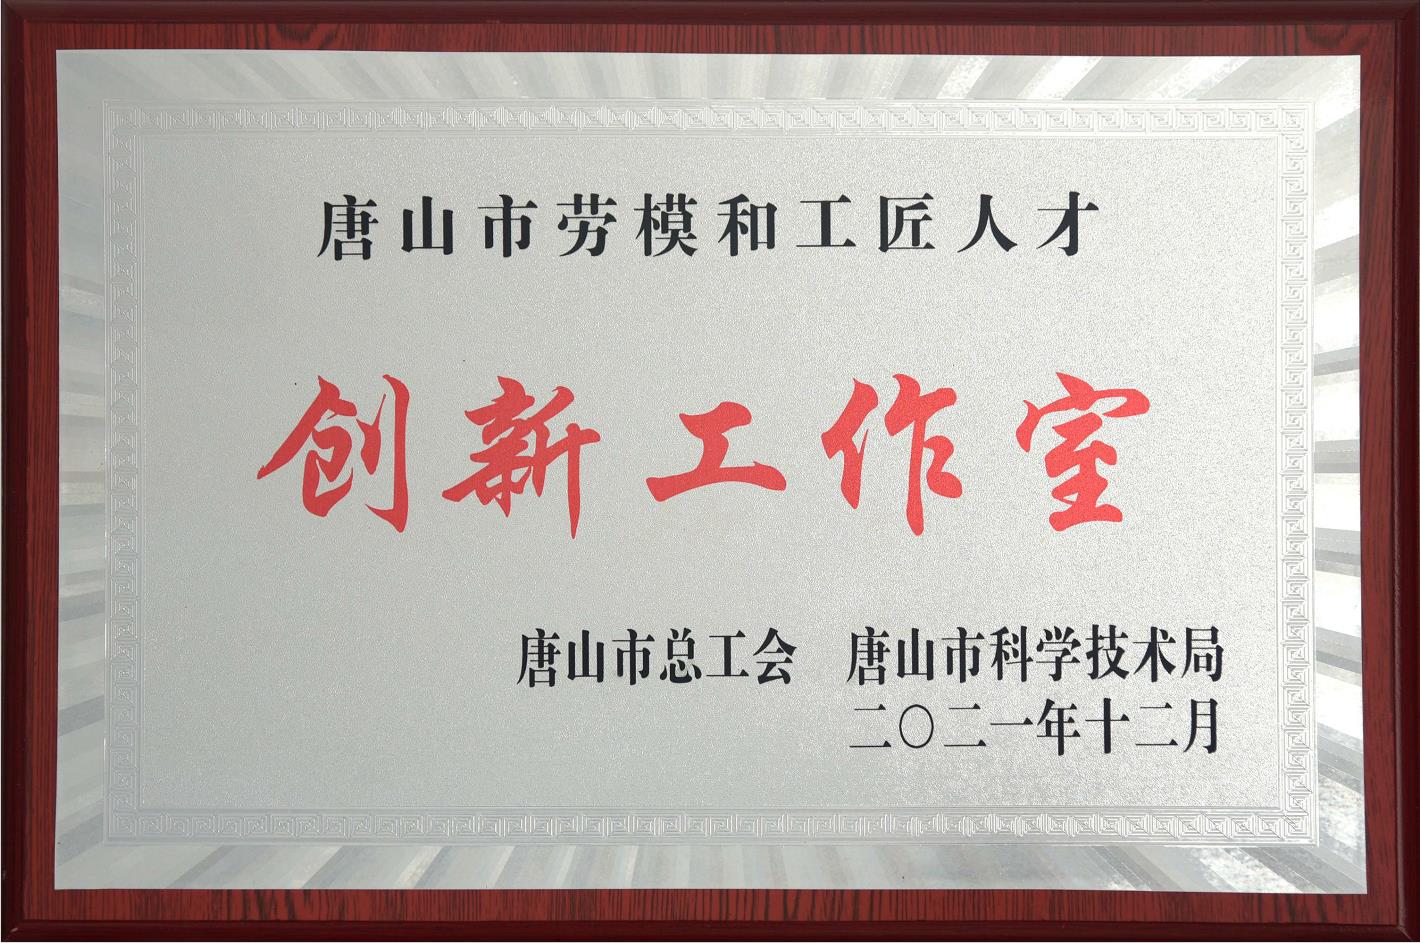 唐山市劳模和工匠人才
创新工作室
唐山市总工会 唐山市科学技术局
二〇二一年十二月